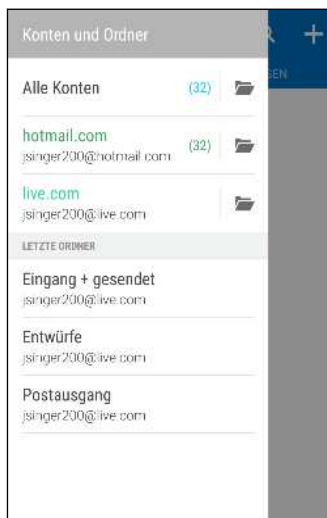 Konten und Ordner
Alle Konten (32)
hotmail.com (32)
jsinger200@hotmail.com
live.com
jsinger200@live.com
LETZTE ORDNER
Eingang + gesendet
jsinger200@live.com
Entwürfe
jsinger200@live.com
Postausgang
jsinger200@live.com